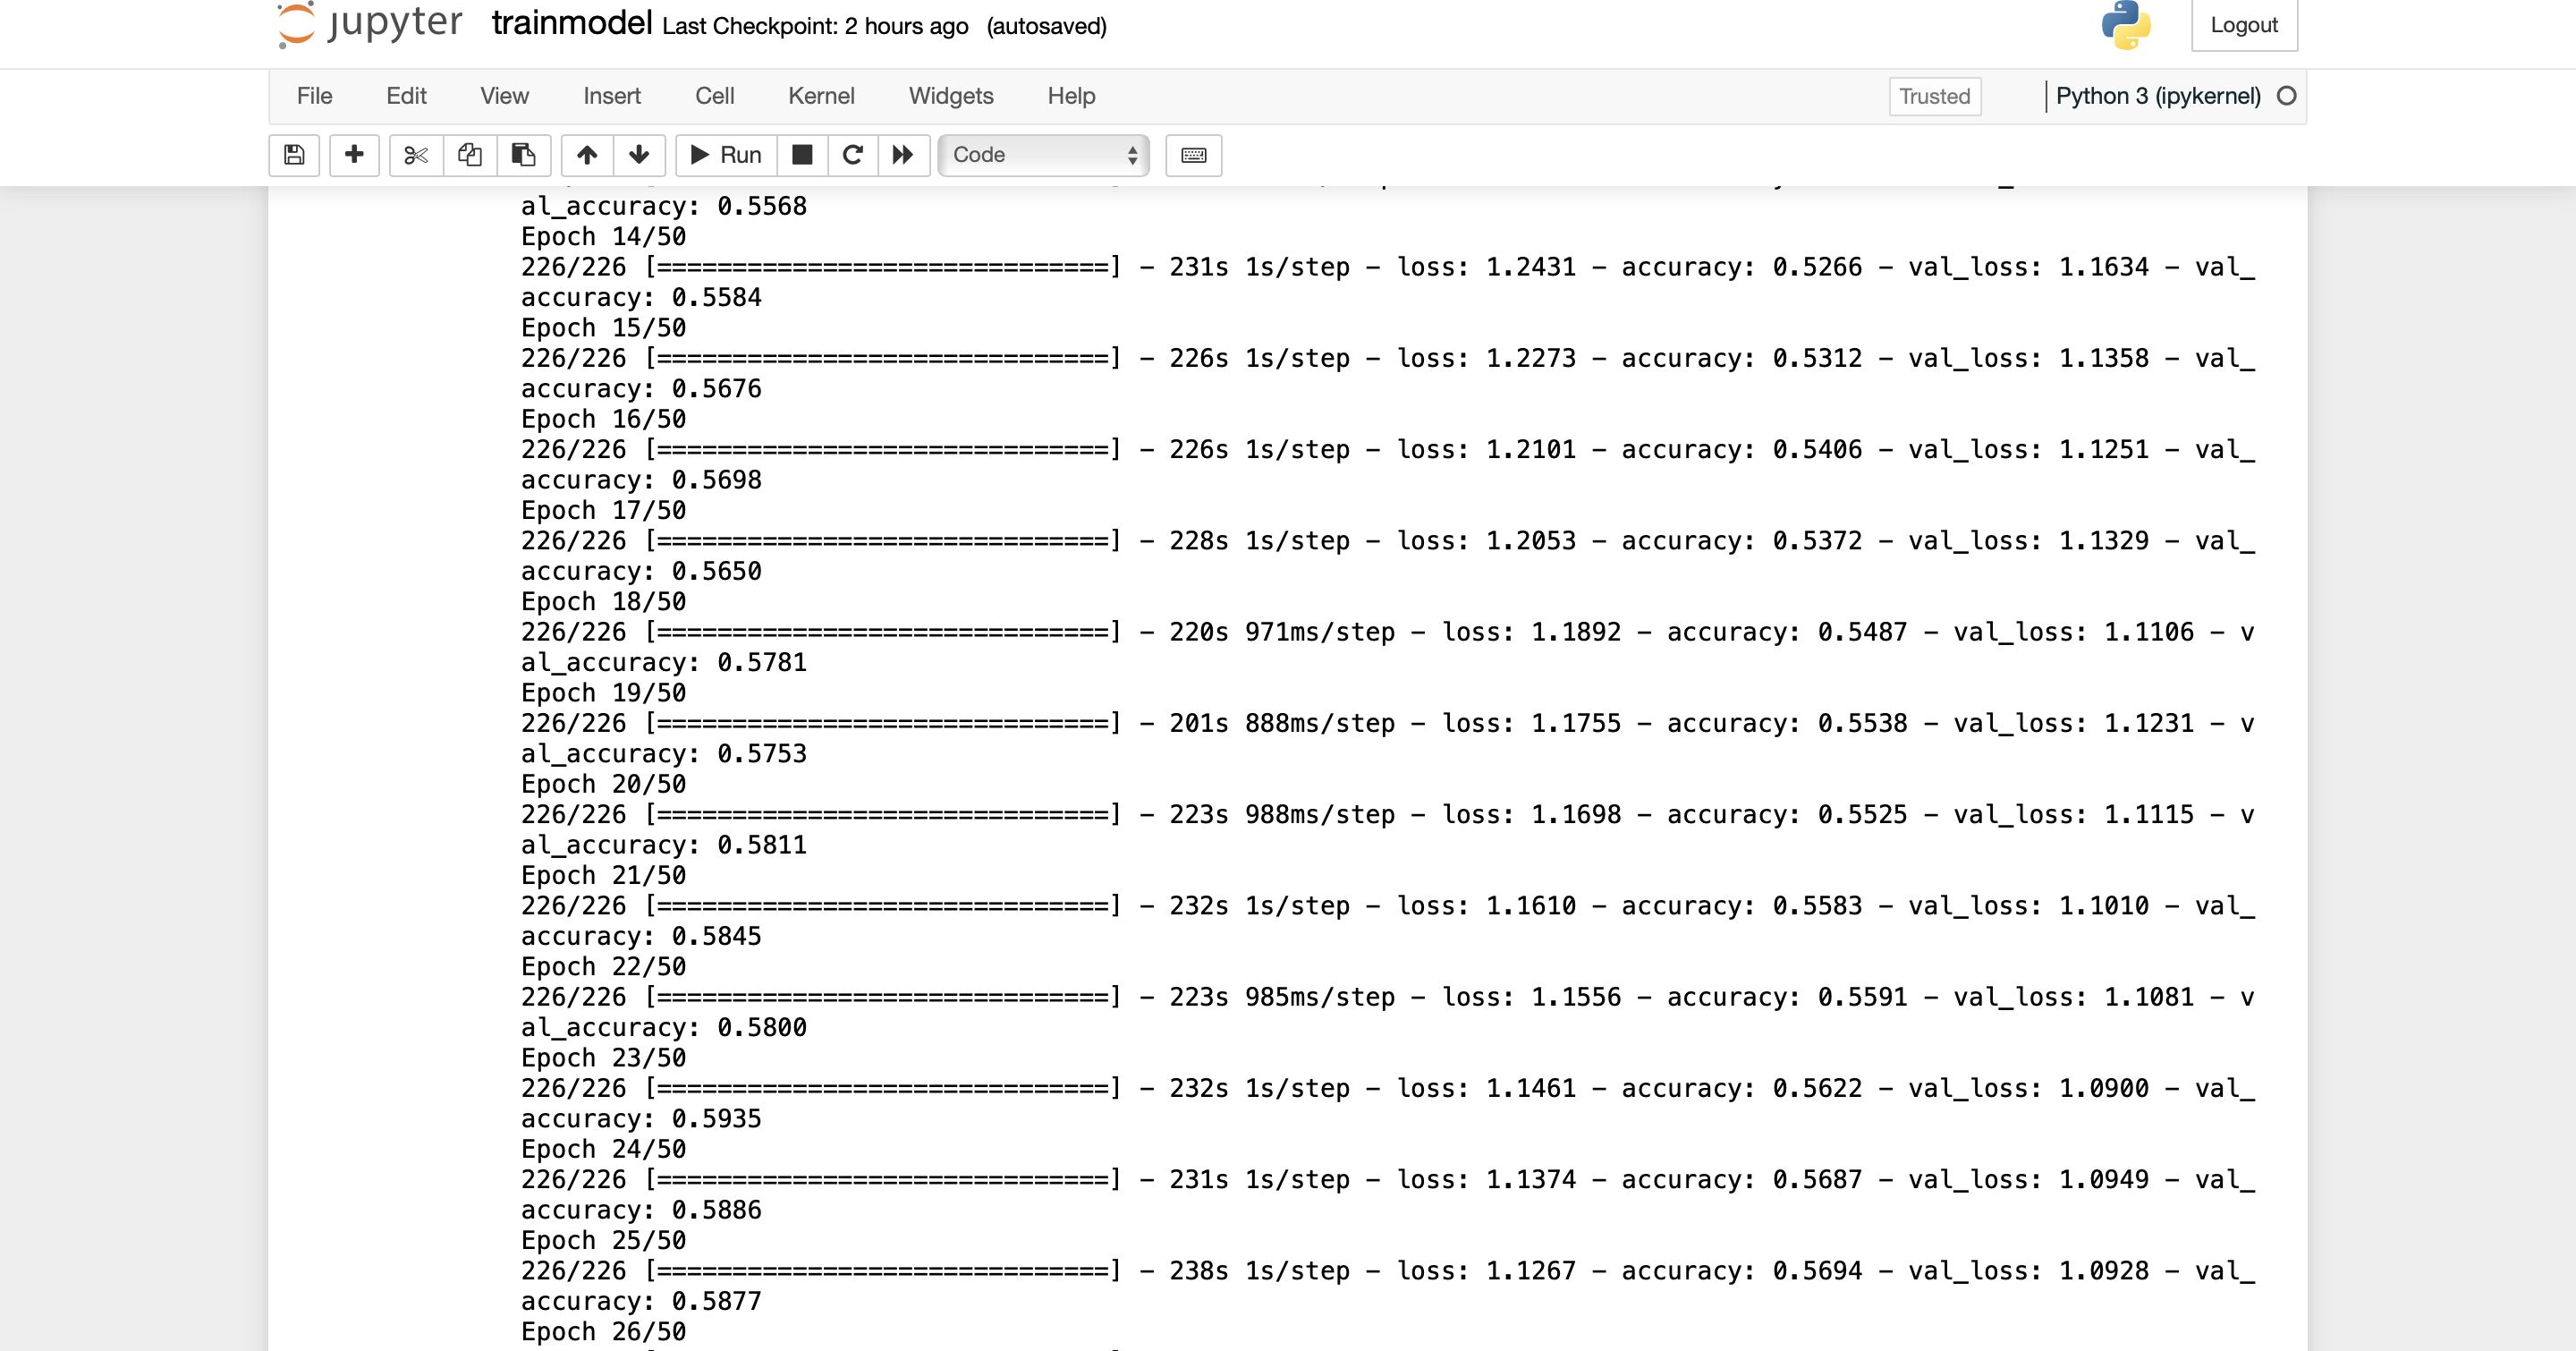 jupyter trainmodel Last Checkpoint: 2 hours ago (autosaved) Logout
File Edit View Insert Cell Kernel Widgets Help Trusted Python 3 (ipykernel)
Run Code
al_accuracy: 0.5568
Epoch 14/50
226/226 [==============================] - 231s 1s/step - loss: 1.2431 - accuracy: 0.5266 - val_loss: 1.1634 - val_
accuracy: 0.5584
Epoch 15/50
226/226 [==============================] - 226s 1s/step - loss: 1.2273 - accuracy: 0.5312 - val_loss: 1.1358 - val_
accuracy: 0.5676
Epoch 16/50
226/226 [==============================] - 226s 1s/step - loss: 1.2101 - accuracy: 0.5406 - val_loss: 1.1251 - val_
accuracy: 0.5698
Epoch 17/50
226/226 [==============================] - 228s 1s/step - loss: 1.2053 - accuracy: 0.5372 - val_loss: 1.1329 - val_
accuracy: 0.5650
Epoch 18/50
226/226 [==============================] - 220s 971ms/step - loss: 1.1892 - accuracy: 0.5487 - val_loss: 1.1106 - v
al_accuracy: 0.5781
Epoch 19/50
226/226 [==============================] - 201s 888ms/step - loss: 1.1755 - accuracy: 0.5538 - val_loss: 1.1231 - v
al_accuracy: 0.5753
Epoch 20/50
226/226 [==============================] - 223s 988ms/step - loss: 1.1698 - accuracy: 0.5525 - val_loss: 1.1115 - v
al_accuracy: 0.5811
Epoch 21/50
226/226 [==============================] - 232s 1s/step - loss: 1.1610 - accuracy: 0.5583 - val_loss: 1.1010 - val_
accuracy: 0.5845
Epoch 22/50
226/226 [==============================] - 223s 985ms/step - loss: 1.1556 - accuracy: 0.5591 - val_loss: 1.1081 - v
al_accuracy: 0.5800
Epoch 23/50
226/226 [==============================] - 232s 1s/step - loss: 1.1461 - accuracy: 0.5622 - val_loss: 1.0900 - val_
accuracy: 0.5935
Epoch 24/50
226/226 [==============================] - 231s 1s/step - loss: 1.1374 - accuracy: 0.5687 - val_loss: 1.0949 - val_
accuracy: 0.5886
Epoch 25/50
226/226 [==============================] - 238s 1s/step - loss: 1.1267 - accuracy: 0.5694 - val_loss: 1.0928 - val_
accuracy: 0.5877
Epoch 26/50